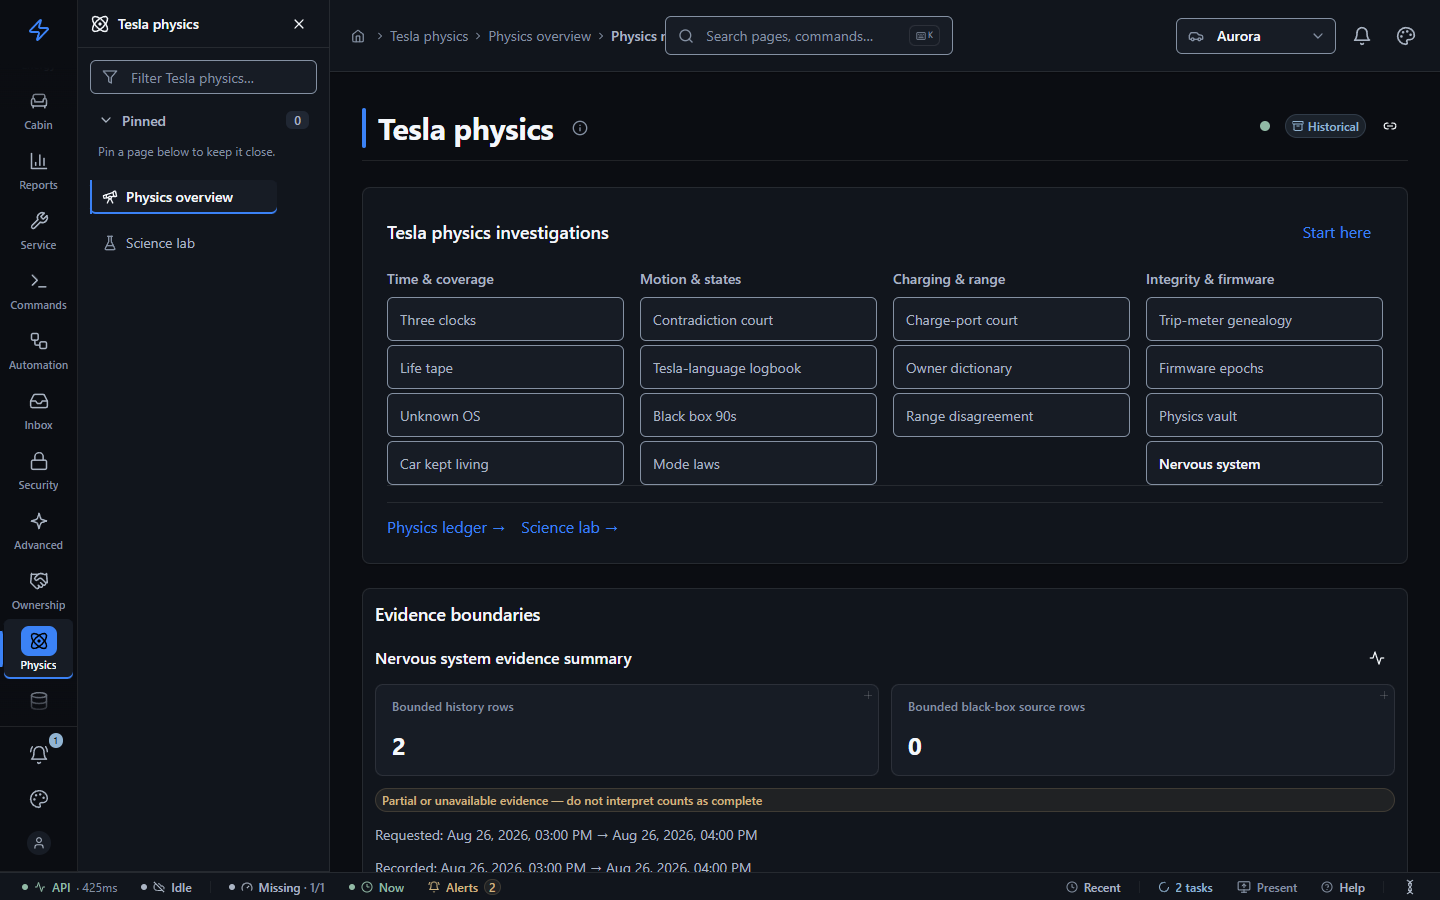 Tesla physics
Tesla physics
Physics overview
Physics r
Search pages, commands...
K
Aurora
Filter Tesla physics...
Cabin
Reports
Service
Commands
Automation
Inbox
Security
Advanced
Ownership
Physics
1
Pinned
0
Pin a page below to keep it close.
Physics overview
Science lab
Tesla physics
Historical
Tesla physics investigations
Start here
Time & coverage
Three clocks
Life tape
Unknown OS
Car kept living
Motion & states
Contradiction court
Tesla-language logbook
Black box 90s
Mode laws
Charging & range
Charge-port court
Owner dictionary
Range disagreement
Integrity & firmware
Trip-meter genealogy
Firmware epochs
Physics vault
Nervous system
Physics ledger →
Science lab →
Evidence boundaries
Nervous system evidence summary
Bounded history rows
2
Bounded black-box source rows
0
Partial or unavailable evidence — do not interpret counts as complete
Requested: Aug 26, 2026, 03:00 PM → Aug 26, 2026, 04:00 PM
Recorded: Aug 26, 2026, 03:00 PM → Aug 26, 2026, 04:00 PM
API · 425ms
Idle
Missing · 1/1
Now
Alerts 2
Recent
2 tasks
Present
Help